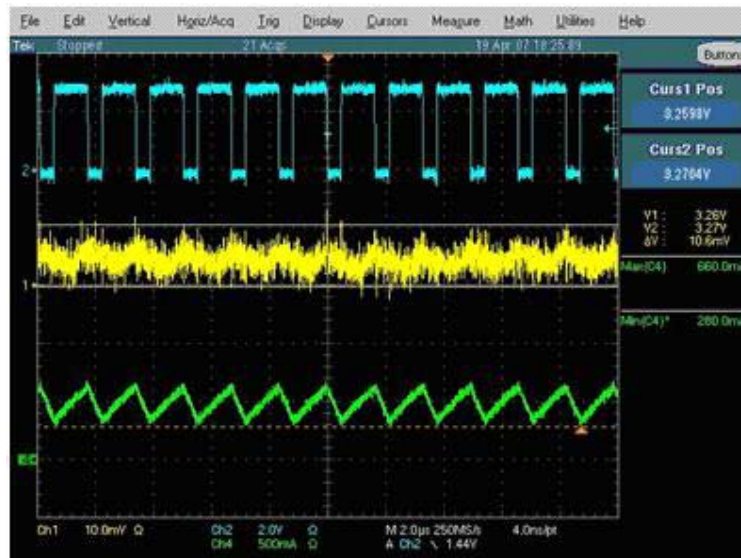 File Edit Vertical Horiz/Acq Trig Display Cursors Measure Math Utilities Help
Tek Stopped 21 Acqs 19 Apr 07 18:25:89
Button
Curs1 Pos
3.2598V
Curs2 Pos
3.2704V
V1 : 3.26V
V2 : 3.27V
ΔV : 10.6mV
Max(C4) 660.0m
Min(C4)* 280.0m
2
1
Ch1 10.0mV Ω Ch2 2.0V Ω M 2.0µs 250MS/s 4.0ns/pt
Ch4 500mA Ω A Ch2 \ 1.44V